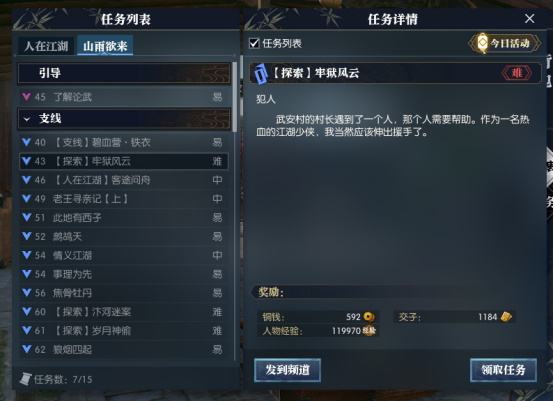 任务列表
人在江湖 山雨欲来
引导
45 了解论武 易
支线
40 【支线】碧血营·铁衣 易
43 【探索】牢狱风云 难
46 【人在江湖】客途问舟 中
49 老王寻亲记【上】 中
51 此地有西子 易
52 鹧鸪天 易
54 情义江湖 中
54 事理为先 易
56 焦骨牡丹 易
60 【探索】汴河迷案 难
61 【探索】岁月神偷 难
62 狼烟四起 易
任务数：7/15
任务详情
任务列表 今日活动
【探索】牢狱风云 难
犯人
武安村的村长遇到了一个人，那个人需要帮助。作为一名热
血的江湖少侠，我当然应该伸出援手了。
奖励：
铜钱： 592 交子： 1184
人物经验： 119970 经验
发到频道 领取任务